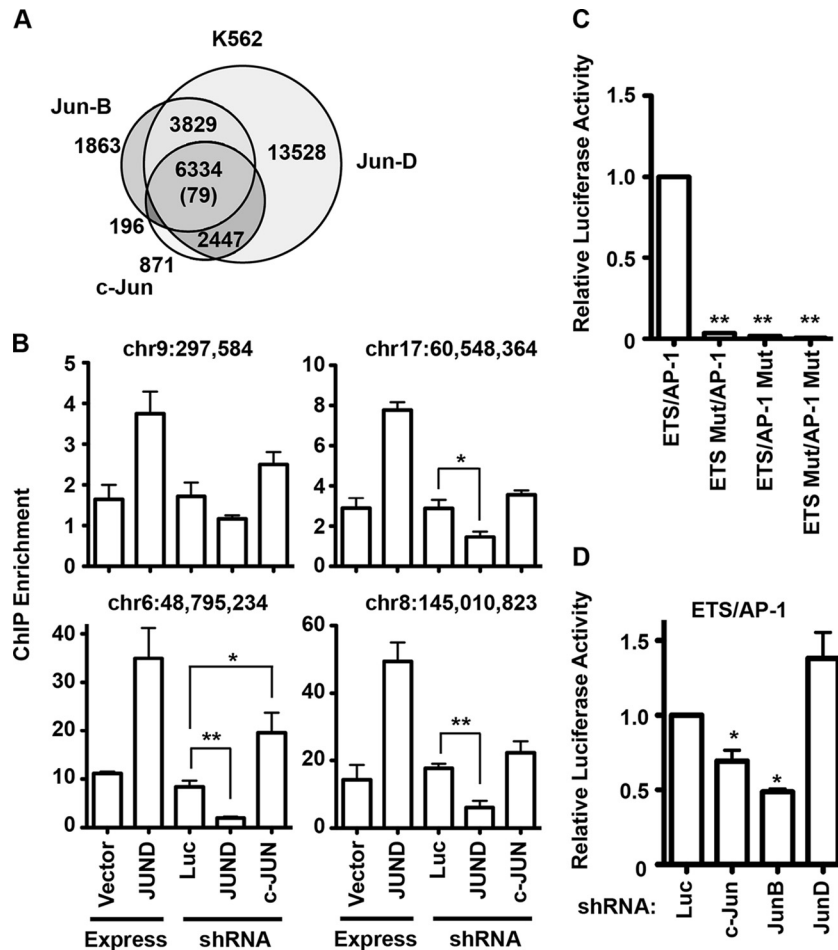 A
K562
Jun-B
1863
3829
13528
Jun-D
6334
(79)
196
2447
871
c-Jun
B
ChIP Enrichment
chr9:297,584
5
4
3
2
1
0
chr17:60,548,364
10
8
6
4
2
0
*
chr6:48,795,234
40
30
20
10
0
*
**
chr8:145,010,823
60
40
20
0
**
Vector
JUND
Luc
JUND
c-JUN
Express
shRNA
Vector
JUND
Luc
JUND
c-JUN
Express
shRNA
C
Relative Luciferase Activity
1.5
1.0
0.5
0
**
**
**
ETS/AP-1
ETS Mut/AP-1
ETS/AP-1 Mut
ETS Mut/AP-1 Mut
D
Relative Luciferase Activity
ETS/AP-1
1.5
1.0
0.5
0
*
*
shRNA:
Luc
c-Jun
JunB
JunD